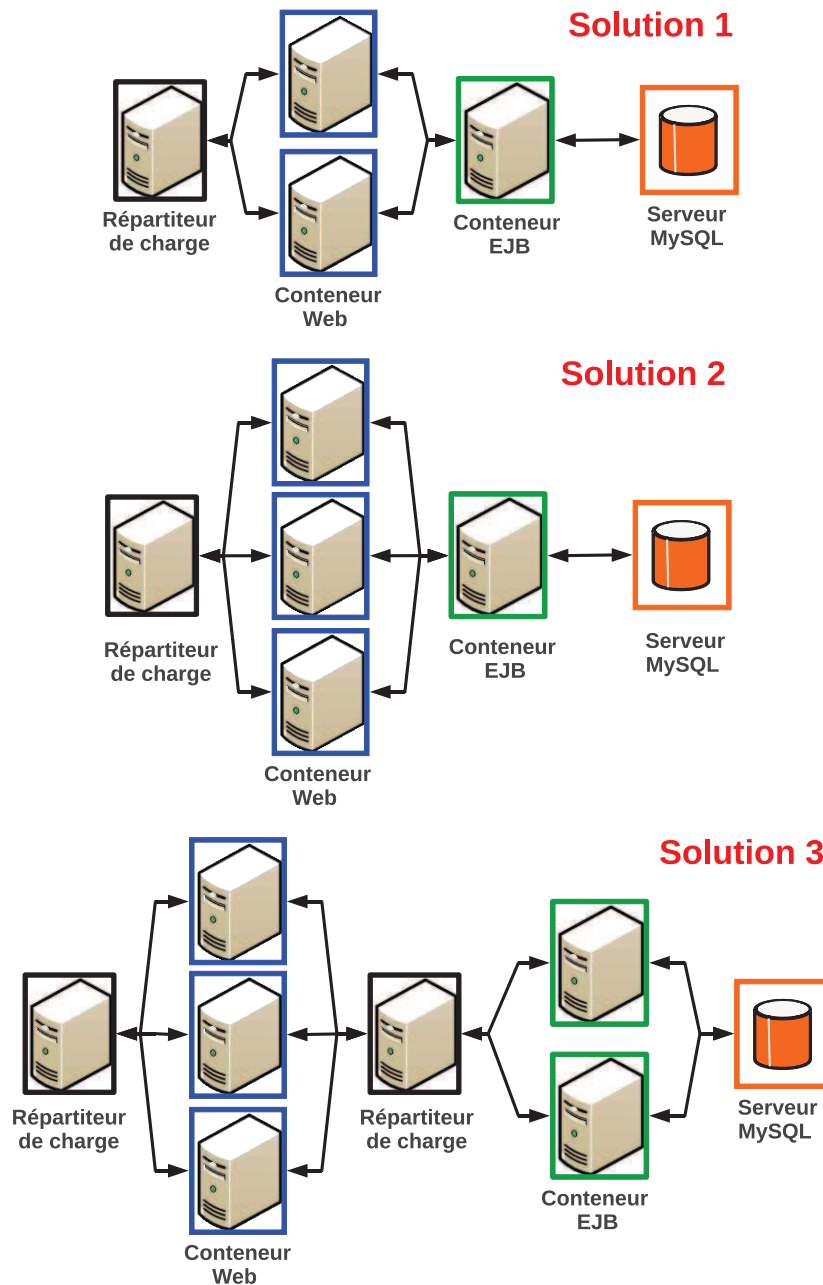 Solution 1
Répartiteur
de charge
Conteneur
Web
Conteneur
EJB
Serveur
MySQL
Solution 2
Répartiteur
de charge
Conteneur
Web
Conteneur
EJB
Serveur
MySQL
Solution 3
Répartiteur
de charge
Conteneur
Web
Répartiteur
de charge
Conteneur
EJB
Serveur
MySQL